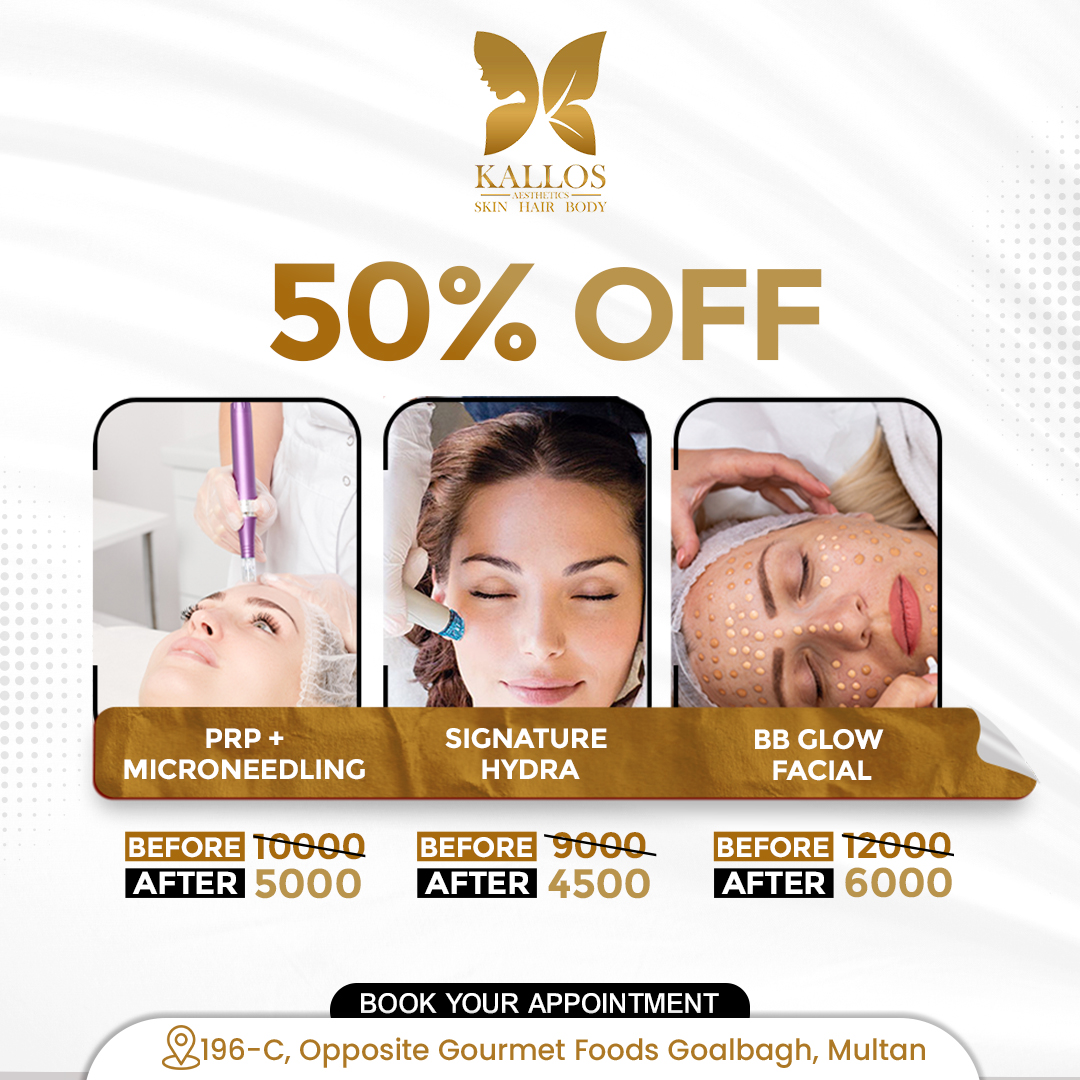 KALLOS
AESTHETICS
SKIN HAIR BODY
50% OFF
PRP +
MICRONEEDLING
SIGNATURE
HYDRA
BB GLOW
FACIAL
BEFORE 10000
AFTER 5000
BEFORE 9000
AFTER 4500
BEFORE 12000
AFTER 6000
BOOK YOUR APPOINTMENT
196-C, Opposite Gourmet Foods Goalbagh, Multan